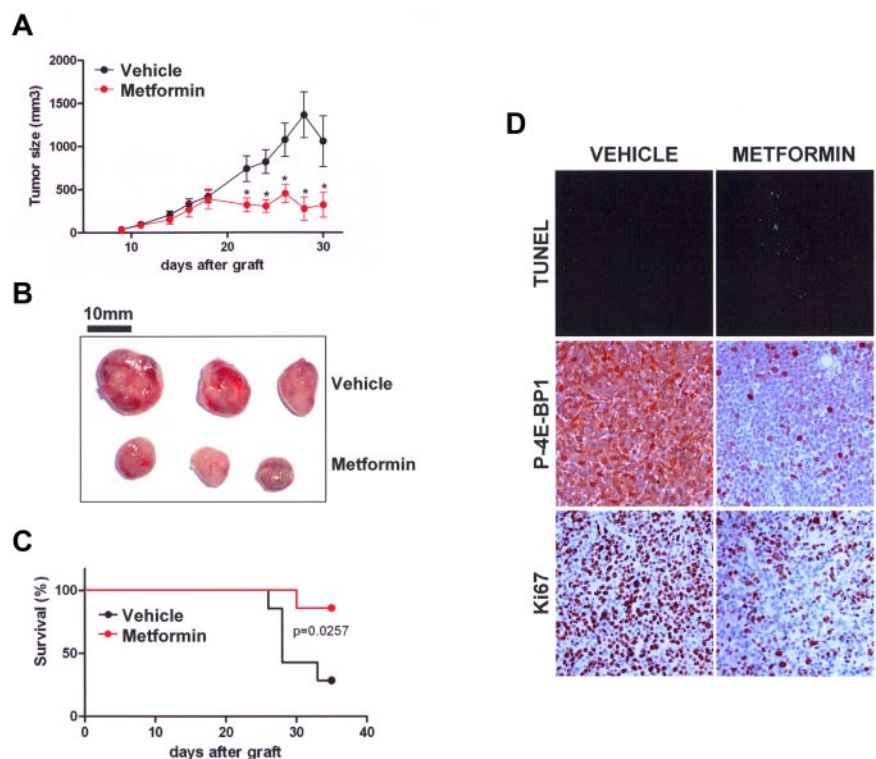 A
2000
1500
1000
500
0
Tumor size (mm3)
Vehicle
Metformin
* * * * *
10 20 30
days after graft
B
10mm
Vehicle
Metformin
C
100
50
0
Survival (%)
Vehicle
Metformin
p=0.0257
0 10 20 30 40
days after graft
D
VEHICLE METFORMIN
TUNEL
P-4E-BP1
Ki67